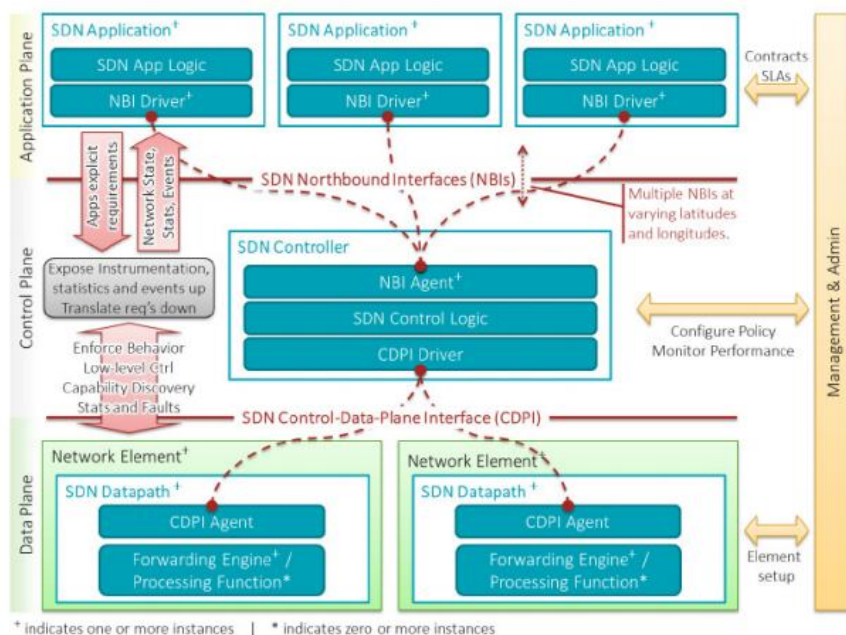 Application Plane
SDN Application+
SDN App Logic
NBI Driver+
SDN Application+
SDN App Logic
NBI Driver+
SDN Application+
SDN App Logic
NBI Driver+
Contracts
SLAs
Apps explicit
requirements
Network State,
Stats, Events
SDN Northbound Interfaces (NBIs)
Multiple NBIs at
varying latitudes
and longitudes.
Control Plane
Expose Instrumentation,
statistics and events up
Translate req's down
SDN Controller
NBI Agent+
SDN Control Logic
CDPI Driver
Configure Policy
Monitor Performance
Management & Admin
Enforce Behavior
Low-level Ctrl
Capability Discovery
Stats and Faults
SDN Control-Data-Plane Interface (CDPI)
Data Plane
Network Element+
SDN Datapath+
CDPI Agent
Forwarding Engine+ /
Processing Function*
Network Element+
SDN Datapath+
CDPI Agent
Forwarding Engine+ /
Processing Function*
Element
setup
+ indicates one or more instances | * indicates zero or more instances